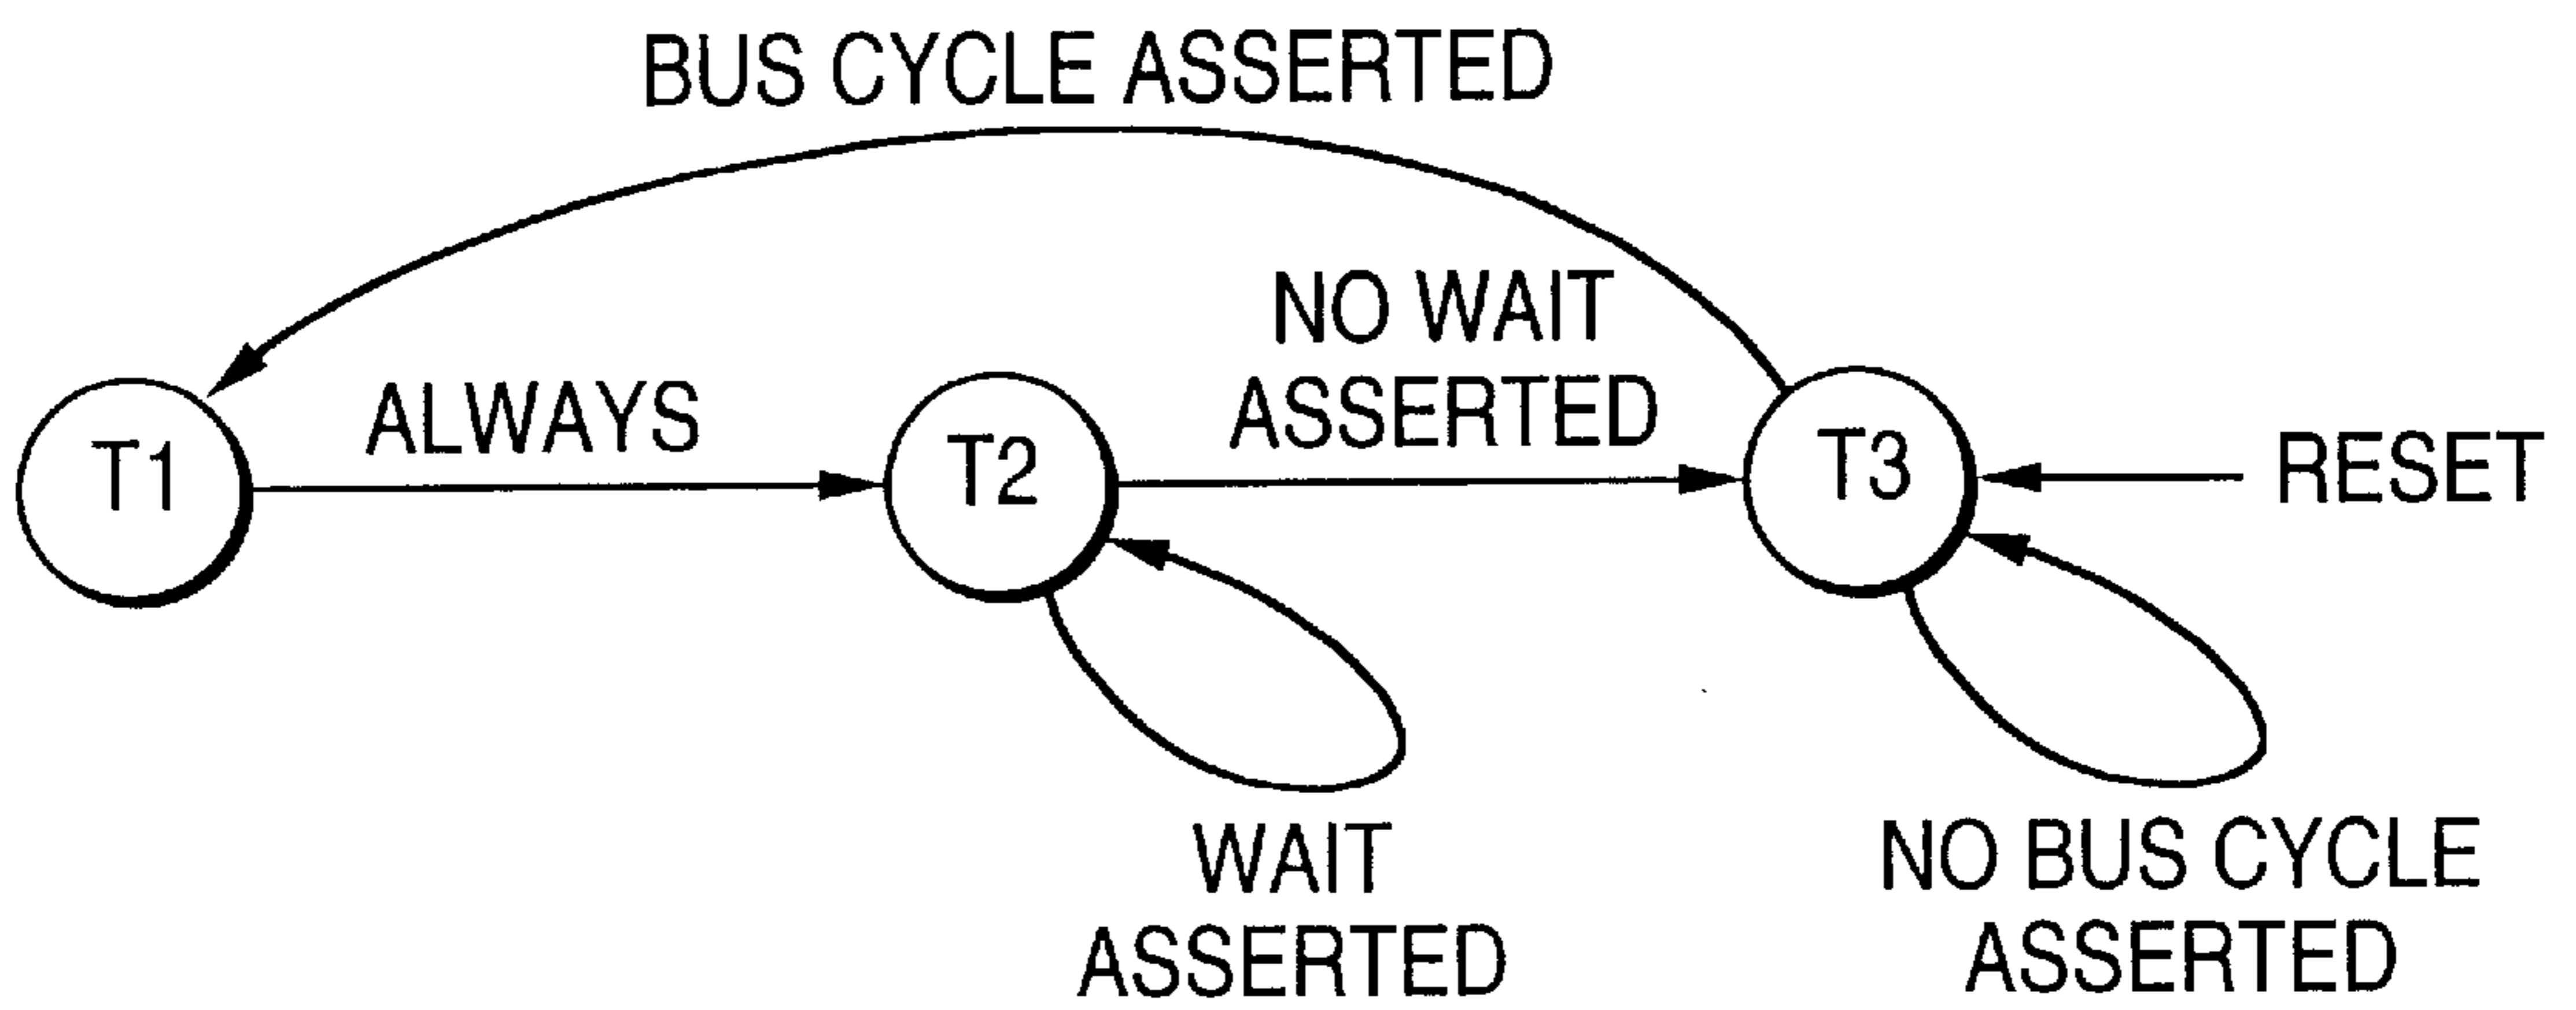 BUS CYCLE ASSERTED
NO WAIT
ASSERTED
ALWAYS
T1
T2
T3
RESET
WAIT
ASSERTED
NO BUS CYCLE
ASSERTED